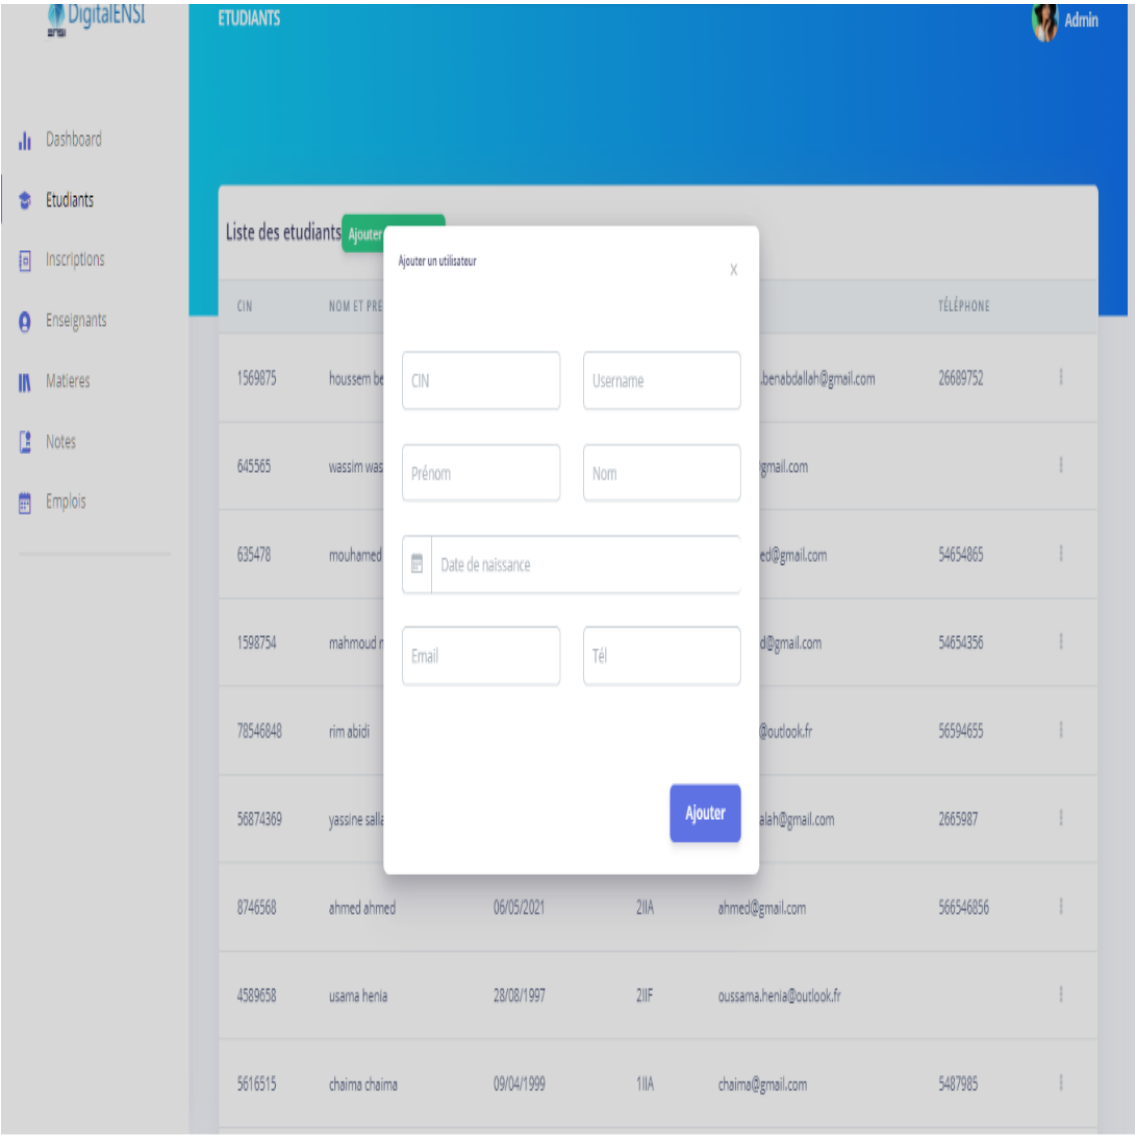 DigitalENSI
ETUDIANTS
Admin
Dashboard
Etudiants
Inscriptions
Enseignants
Matieres
Notes
Emplois
Liste des etudiants Ajouter
Ajouter un utilisateur
x
CIN NOM ET PRE TÉLÉPHONE
CIN Username
Prénom Nom
Date de naissance
Email Tél
Ajouter
1569875 houssem be .benabdallah@gmail.com 26689752
645565 wassim was gmail.com
635478 mouhamed ed@gmail.com 54654865
1598754 mahmoud d@gmail.com 54654356
78546848 rim abidi @outlook.fr 56594655
56874369 yassine salla alah@gmail.com 2665987
8746568 ahmed ahmed 06/05/2021 2IIA ahmed@gmail.com 566546856
4589658 usama henia 28/08/1997 2IIF oussama.henia@outlook.fr
5616515 chaima chaima 09/04/1999 1IIA chaima@gmail.com 5487985